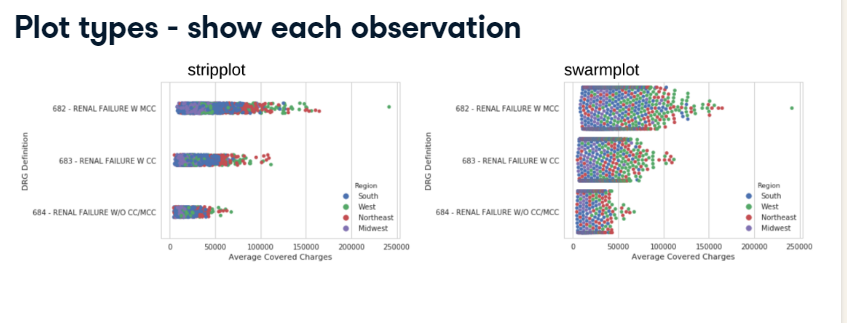 Plot types - show each observation
stripplot
682 - RENAL FAILURE W MCC
683 - RENAL FAILURE W CC
684 - RENAL FAILURE W/O CC/MCC
DRG Definition
Region
South
West
Northeast
Midwest
0 50000 100000 150000 200000 250000
Average Covered Charges
swarmplot
682 - RENAL FAILURE W MCC
683 - RENAL FAILURE W CC
684 - RENAL FAILURE W/O CC/MCC
DRG Definition
Region
South
West
Northeast
Midwest
0 50000 100000 150000 200000 250000
Average Covered Charges